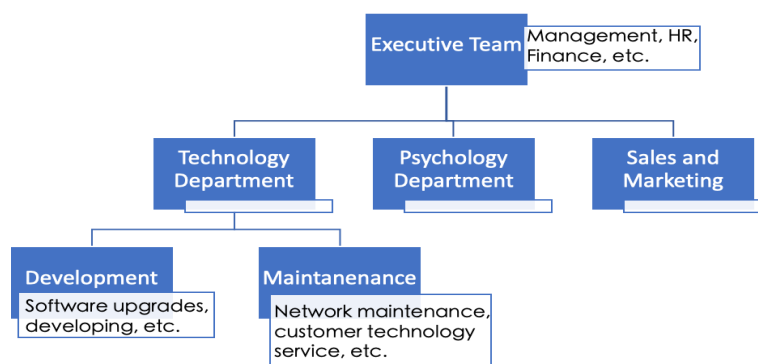 Executive Team
Management, HR,
Finance, etc.
Technology
Department
Psychology
Department
Sales and
Marketing
Development
Software upgrades,
developing, etc.
Maintanenance
Network maintenance,
customer technology
service, etc.